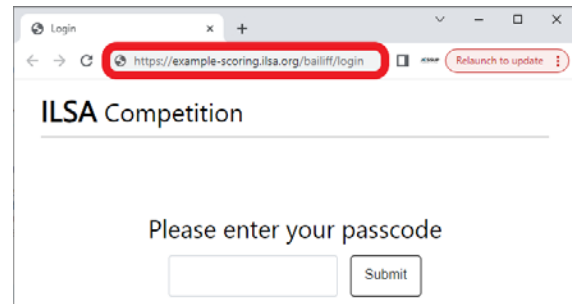 Login
https://example-scoring.ilsa.org/bailiff/login
Relaunch to update
ILSA Competition
Please enter your passcode
Submit